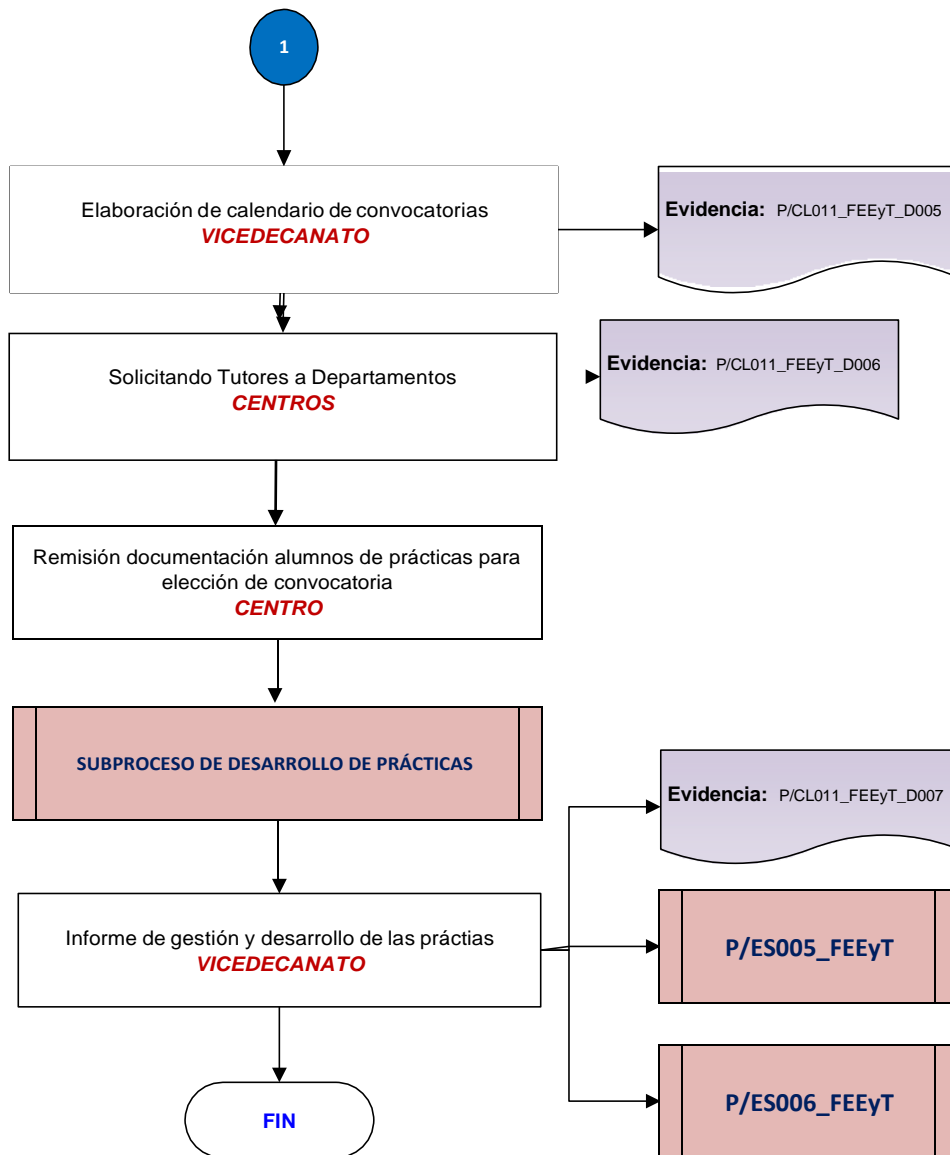 1
Elaboración de calendario de convocatorias
VICEDECANATO
Evidencia: P/CL011_FEEyT_D005
Solicitando Tutores a Departamentos
CENTROS
Evidencia: P/CL011_FEEyT_D006
Remisión documentación alumnos de prácticas para
elección de convocatoria
CENTRO
SUBPROCESO DE DESARROLLO DE PRÁCTICAS
Evidencia: P/CL011_FEEyT_D007
Informe de gestión y desarrollo de las práctias
VICEDECANATO
P/ES005_FEEyT
P/ES006_FEEyT
FIN